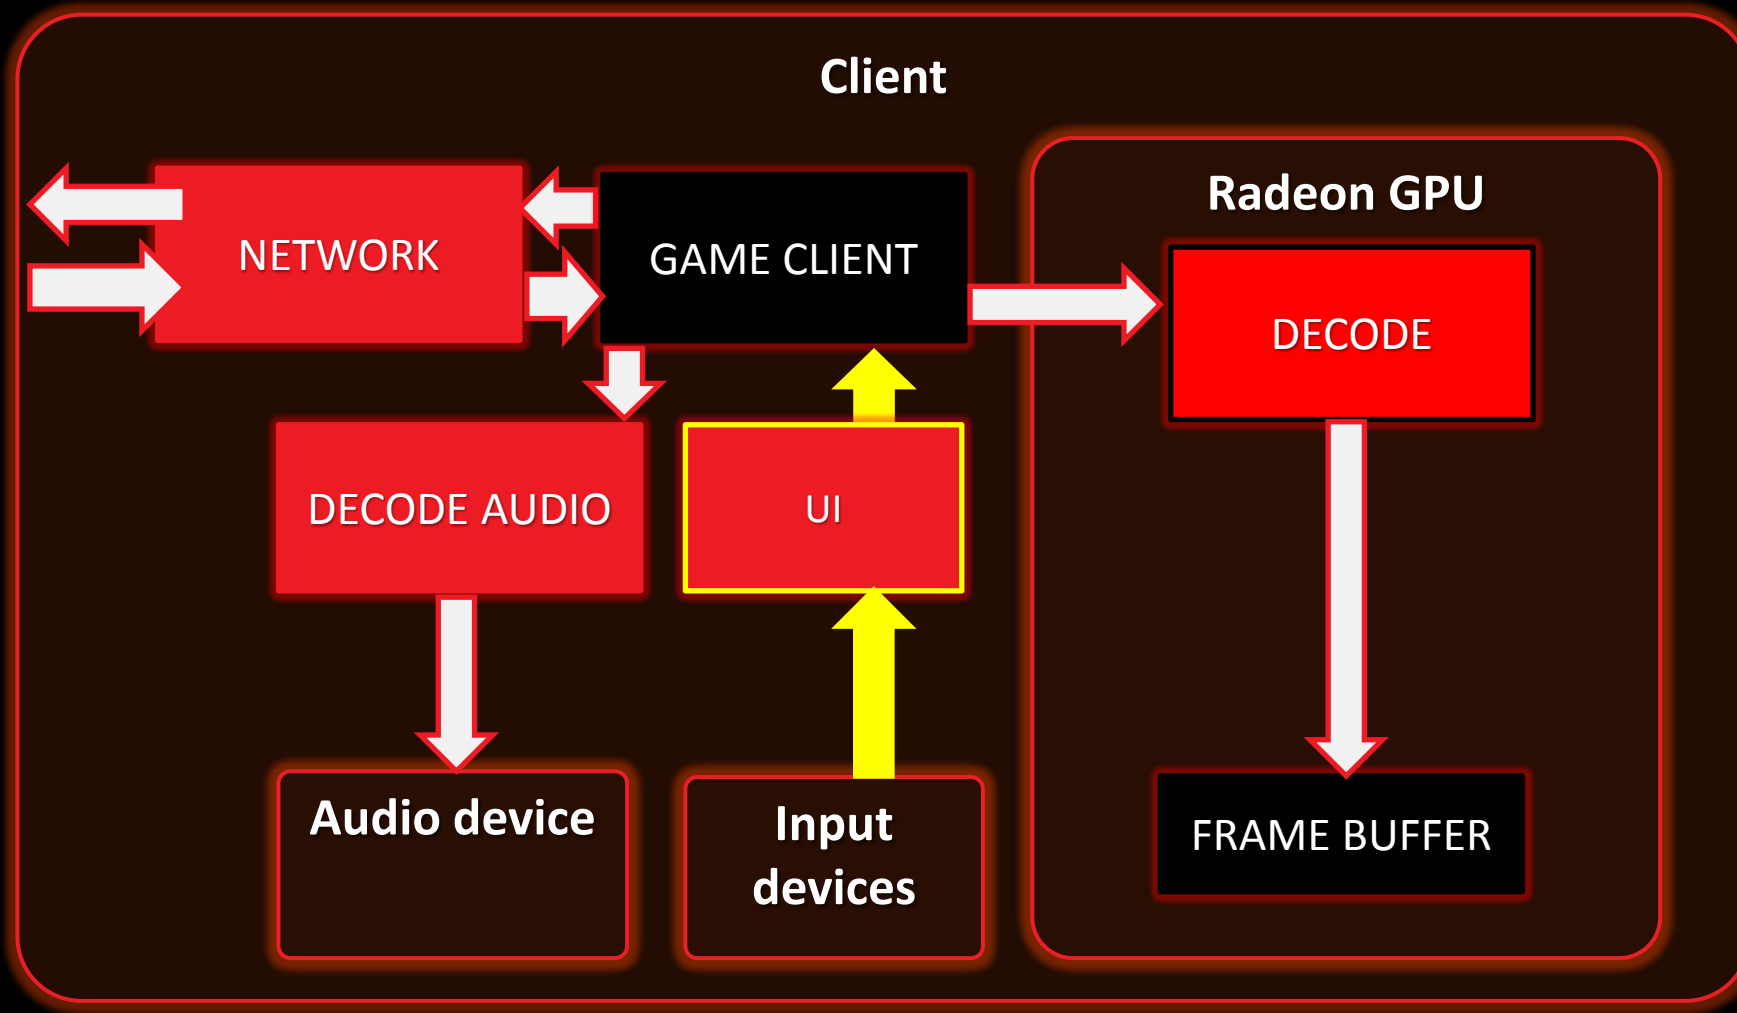 Client
Radeon GPU
NETWORK
GAME CLIENT
DECODE
DECODE AUDIO
UI
Audio device
Input
devices
FRAME BUFFER